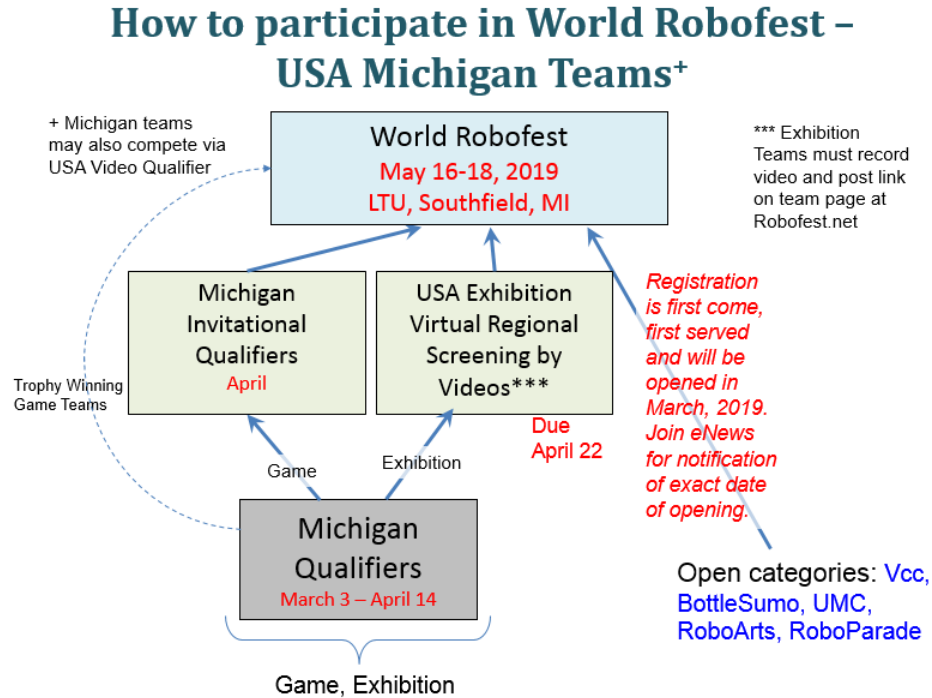 How to participate in World Robofest –
USA Michigan Teams+
+ Michigan teams
may also compete via
USA Video Qualifier
World Robofest
May 16-18, 2019
LTU, Southfield, MI
*** Exhibition
Teams must record
video and post link
on team page at
Robofest.net
Michigan
Invitational
Qualifiers
April
USA Exhibition
Virtual Regional
Screening by
Videos***
Due
April 22
Registration
is first come,
first served
and will be
opened in
March, 2019.
Join eNews
for notification
of exact date
of opening.
Trophy Winning
Game Teams
Game
Exhibition
Michigan
Qualifiers
March 3 – April 14
Game, Exhibition
Open categories: Vcc,
BottleSumo, UMC,
RoboArts, RoboParade